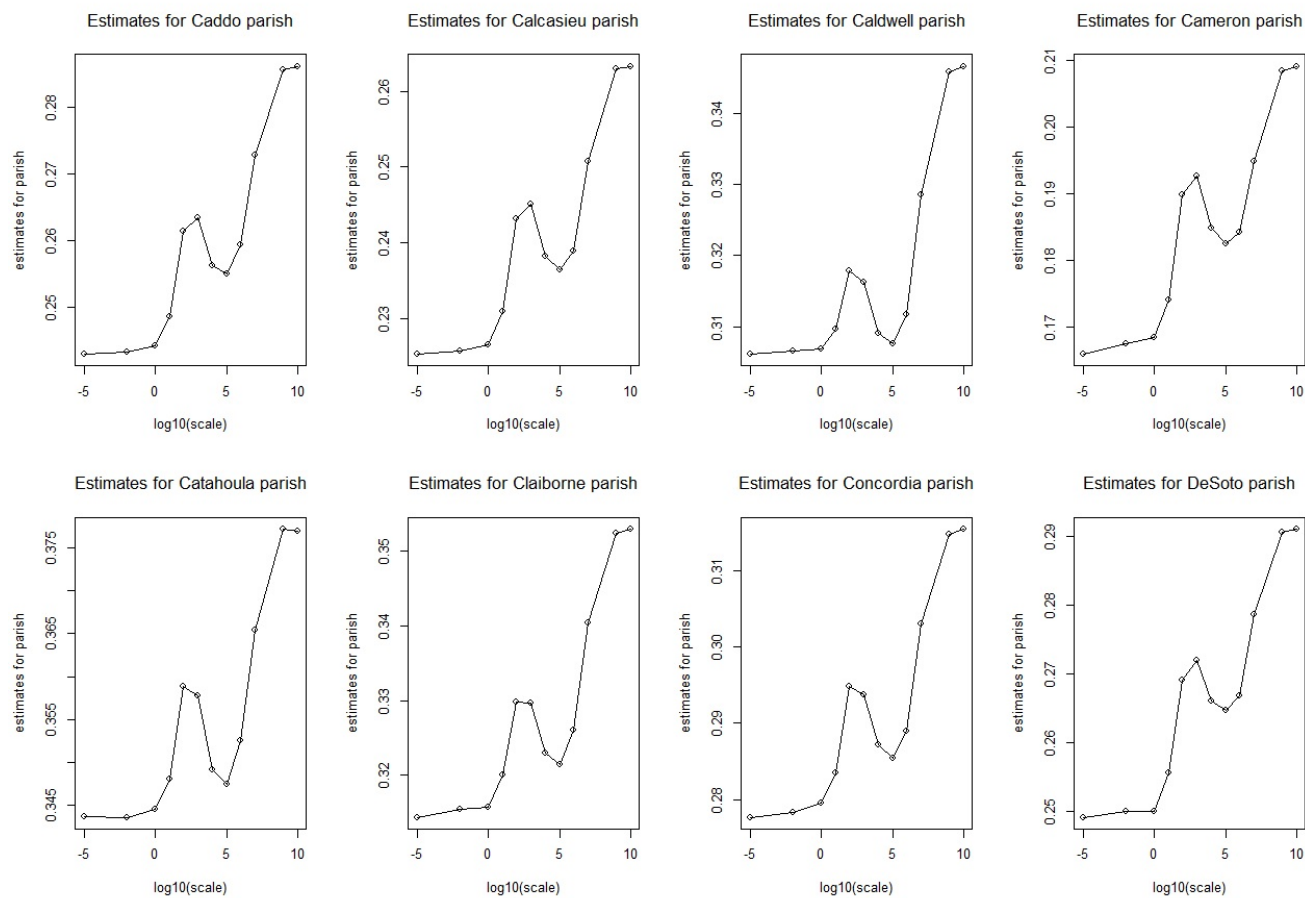 Estimates for Caddo parish
estimates for parish
0.25 0.26 0.27 0.28
-5 0 5 10
log10(scale)
Estimates for Calcasieu parish
estimates for parish
0.23 0.24 0.25 0.26
-5 0 5 10
log10(scale)
Estimates for Caldwell parish
estimates for parish
0.31 0.32 0.33 0.34
-5 0 5 10
log10(scale)
Estimates for Cameron parish
estimates for parish
0.17 0.18 0.19 0.20 0.21
-5 0 5 10
log10(scale)
Estimates for Catahoula parish
estimates for parish
0.345 0.355 0.365 0.375
-5 0 5 10
log10(scale)
Estimates for Claiborne parish
estimates for parish
0.32 0.33 0.34 0.35
-5 0 5 10
log10(scale)
Estimates for Concordia parish
estimates for parish
0.28 0.29 0.30 0.31
-5 0 5 10
log10(scale)
Estimates for DeSoto parish
estimates for parish
0.25 0.26 0.27 0.28 0.29
-5 0 5 10
log10(scale)